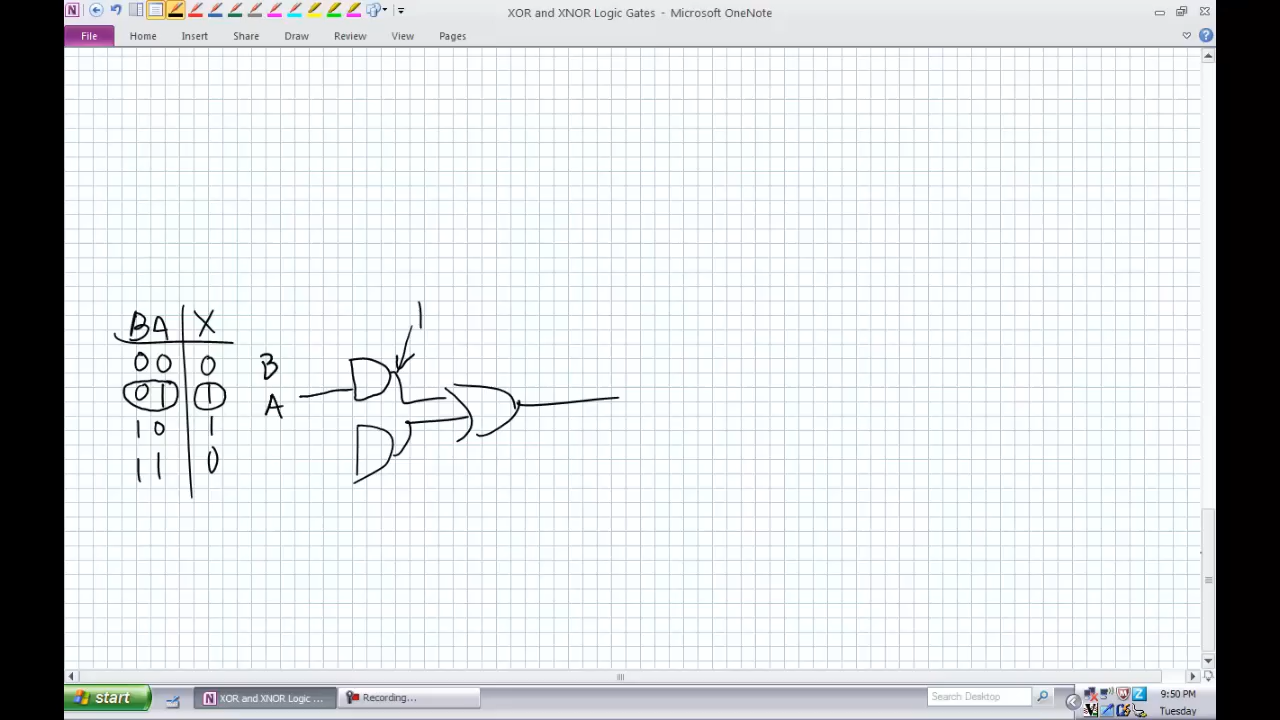 XOR and XNOR Logic Gates - Microsoft OneNote
File Home Insert Share Draw Review View Pages
1
BA X
00 0
B
01 1
A
10 1
11 0
start
XOR and XNOR Logic ...
Recording...
Search Desktop
9:50 PM
Tuesday